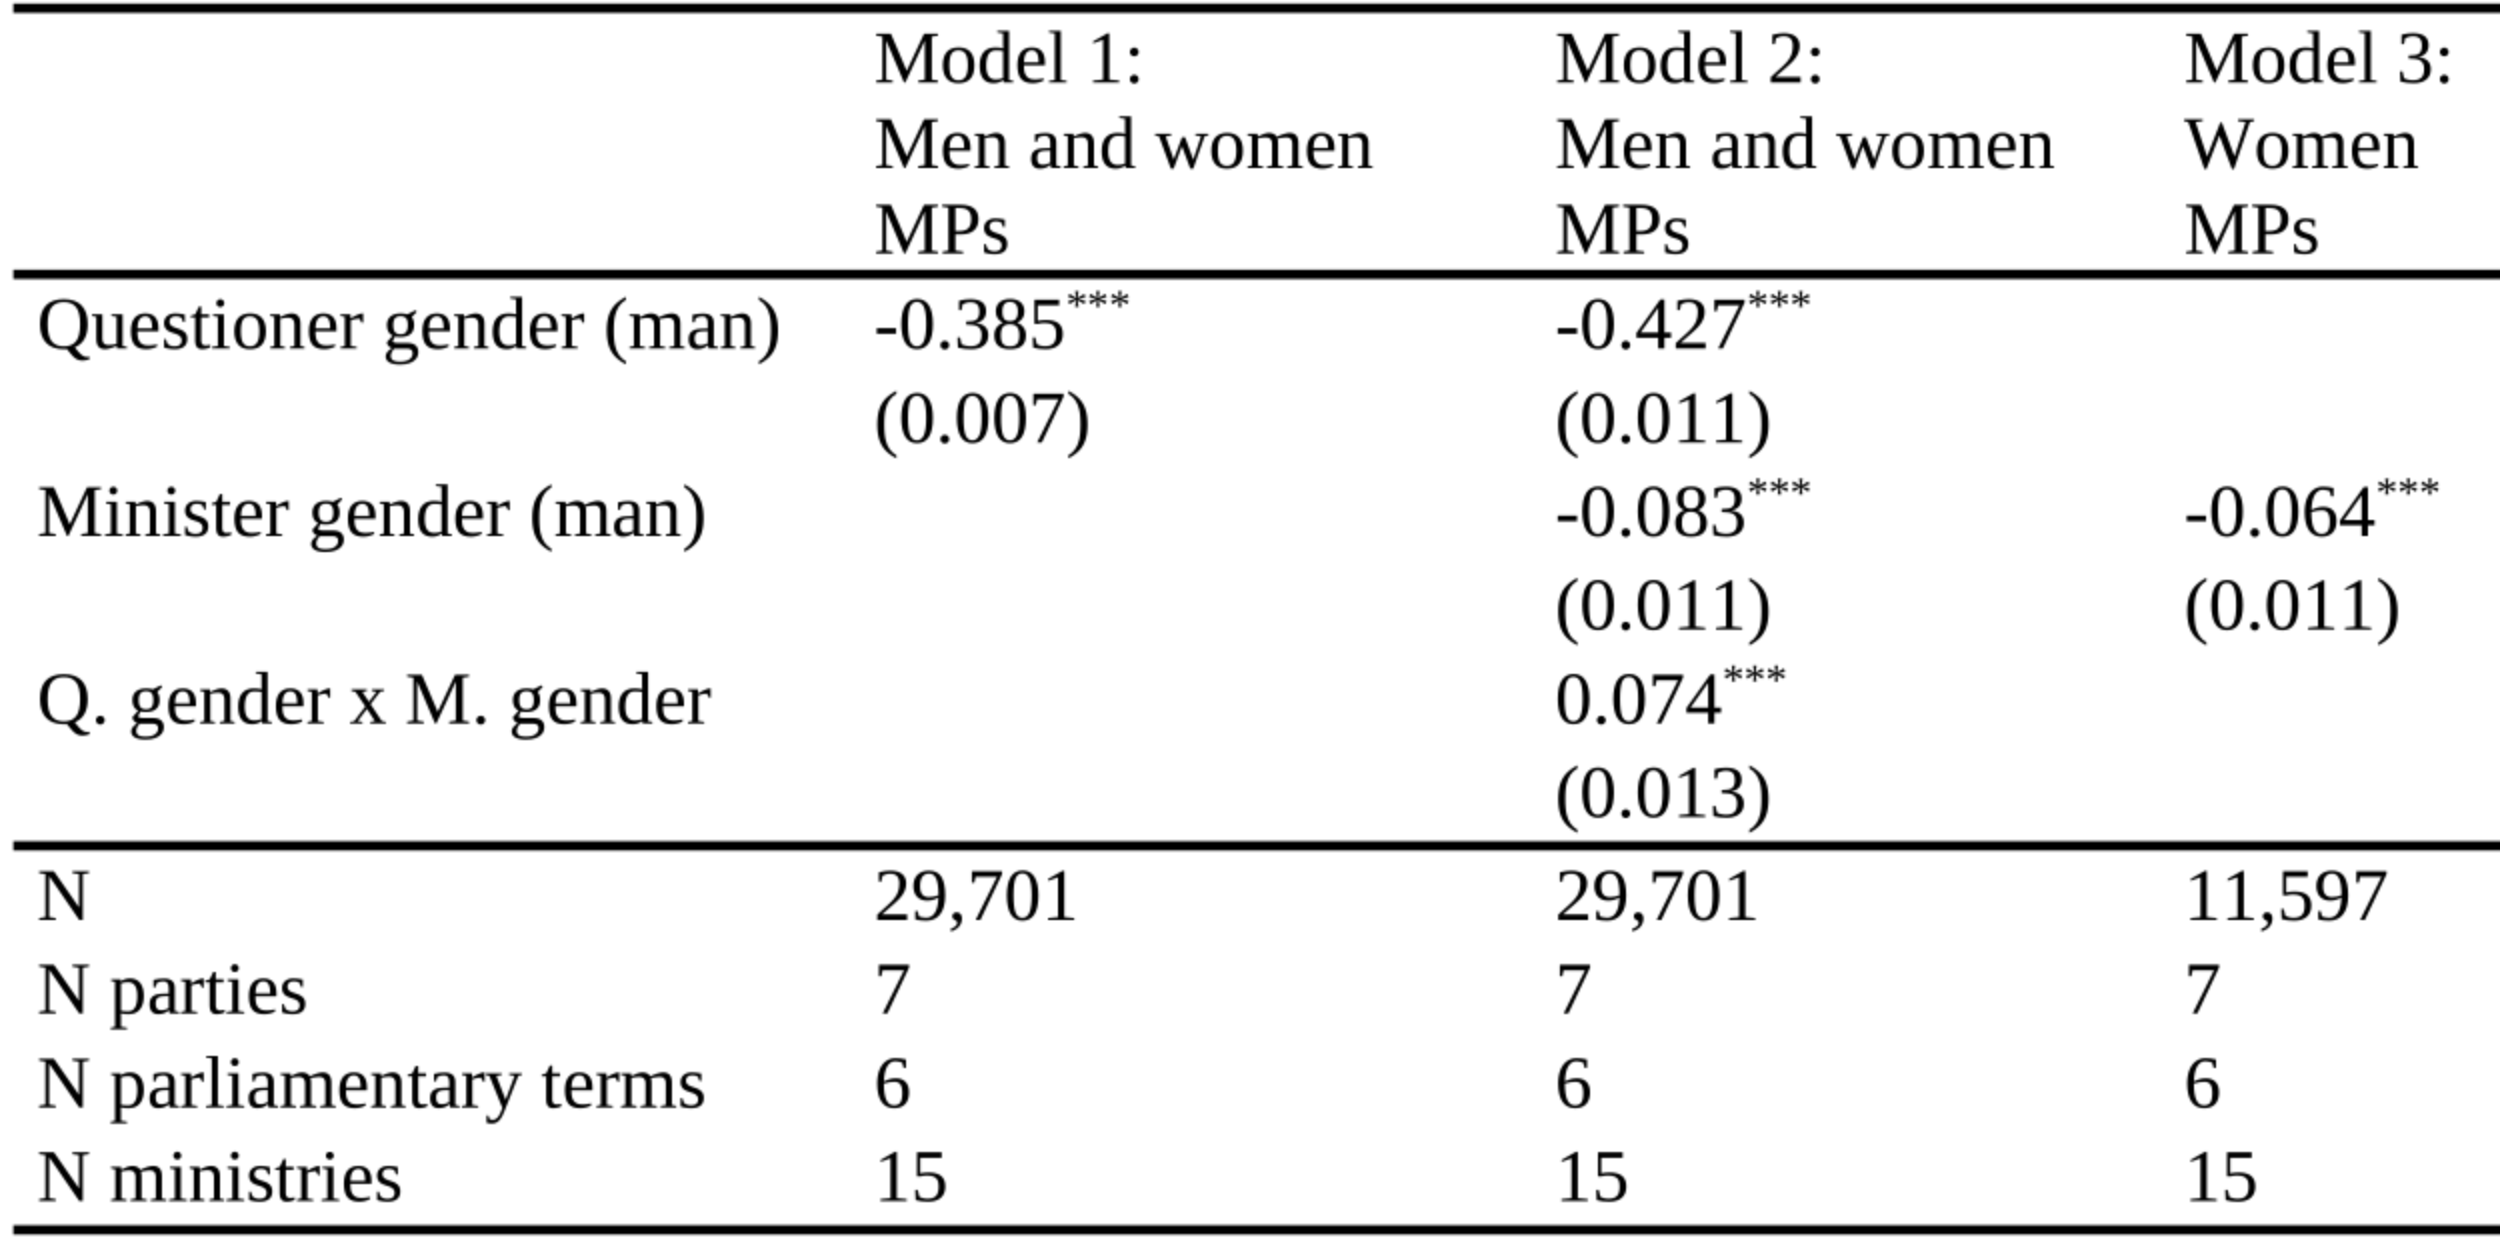 Model 1: Model 2: Model 3:
Men and women Men and women Women
MPs MPs MPs
Questioner gender (man) -0.385*** -0.427***
(0.007) (0.011)
Minister gender (man) -0.083*** -0.064***
(0.011) (0.011)
Q. gender x M. gender 0.074***
(0.013)
N 29,701 29,701 11,597
N parties 7 7 7
N parliamentary terms 6 6 6
N ministries 15 15 15